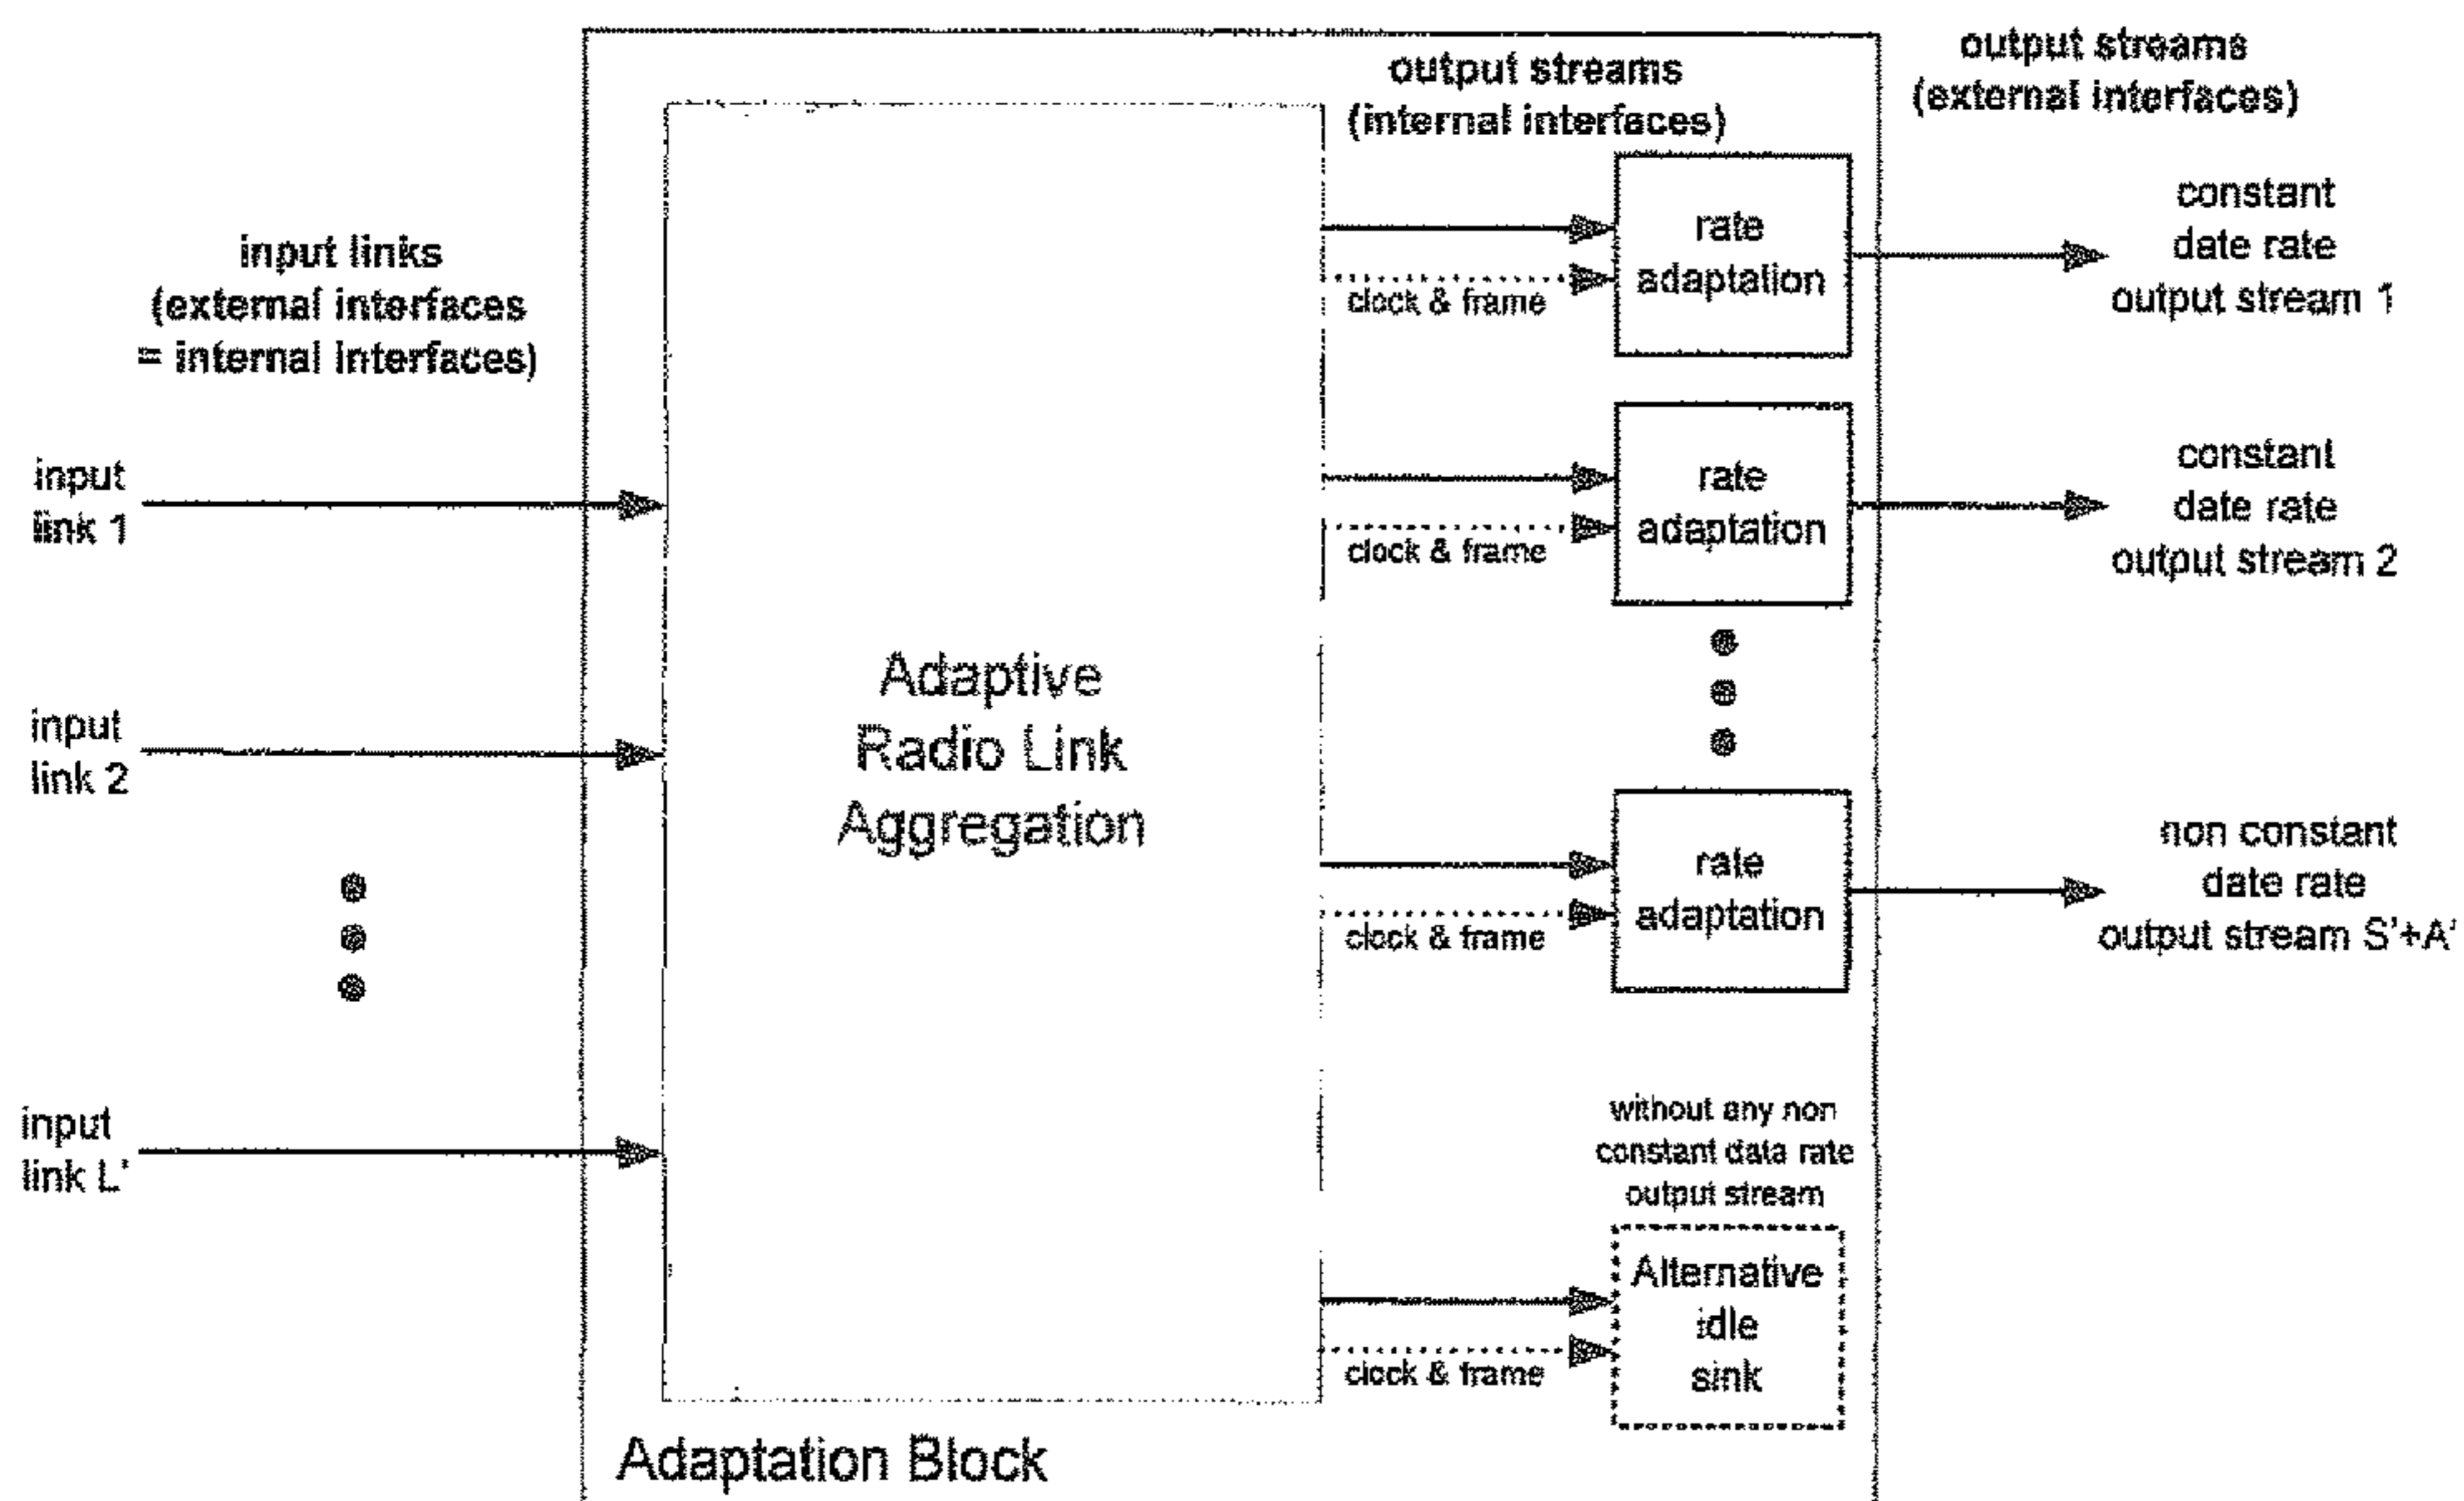 output streams
(external interfaces)
output streams
(internal interfaces)
input links
(external interfaces
= internal interfaces)
input
link 1
input
link 2
input
link L'
Adaptive
Radio Link
Aggregation
clock & frame
rate
adaptation
constant
date rate
output stream 1
clock & frame
rate
adaptation
constant
date rate
output stream 2
clock & frame
rate
adaptation
non constant
date rate
output stream S'+A'
without any non
constant data rate
output stream
Alternative
idle
sink
clock & frame
Adaptation Block